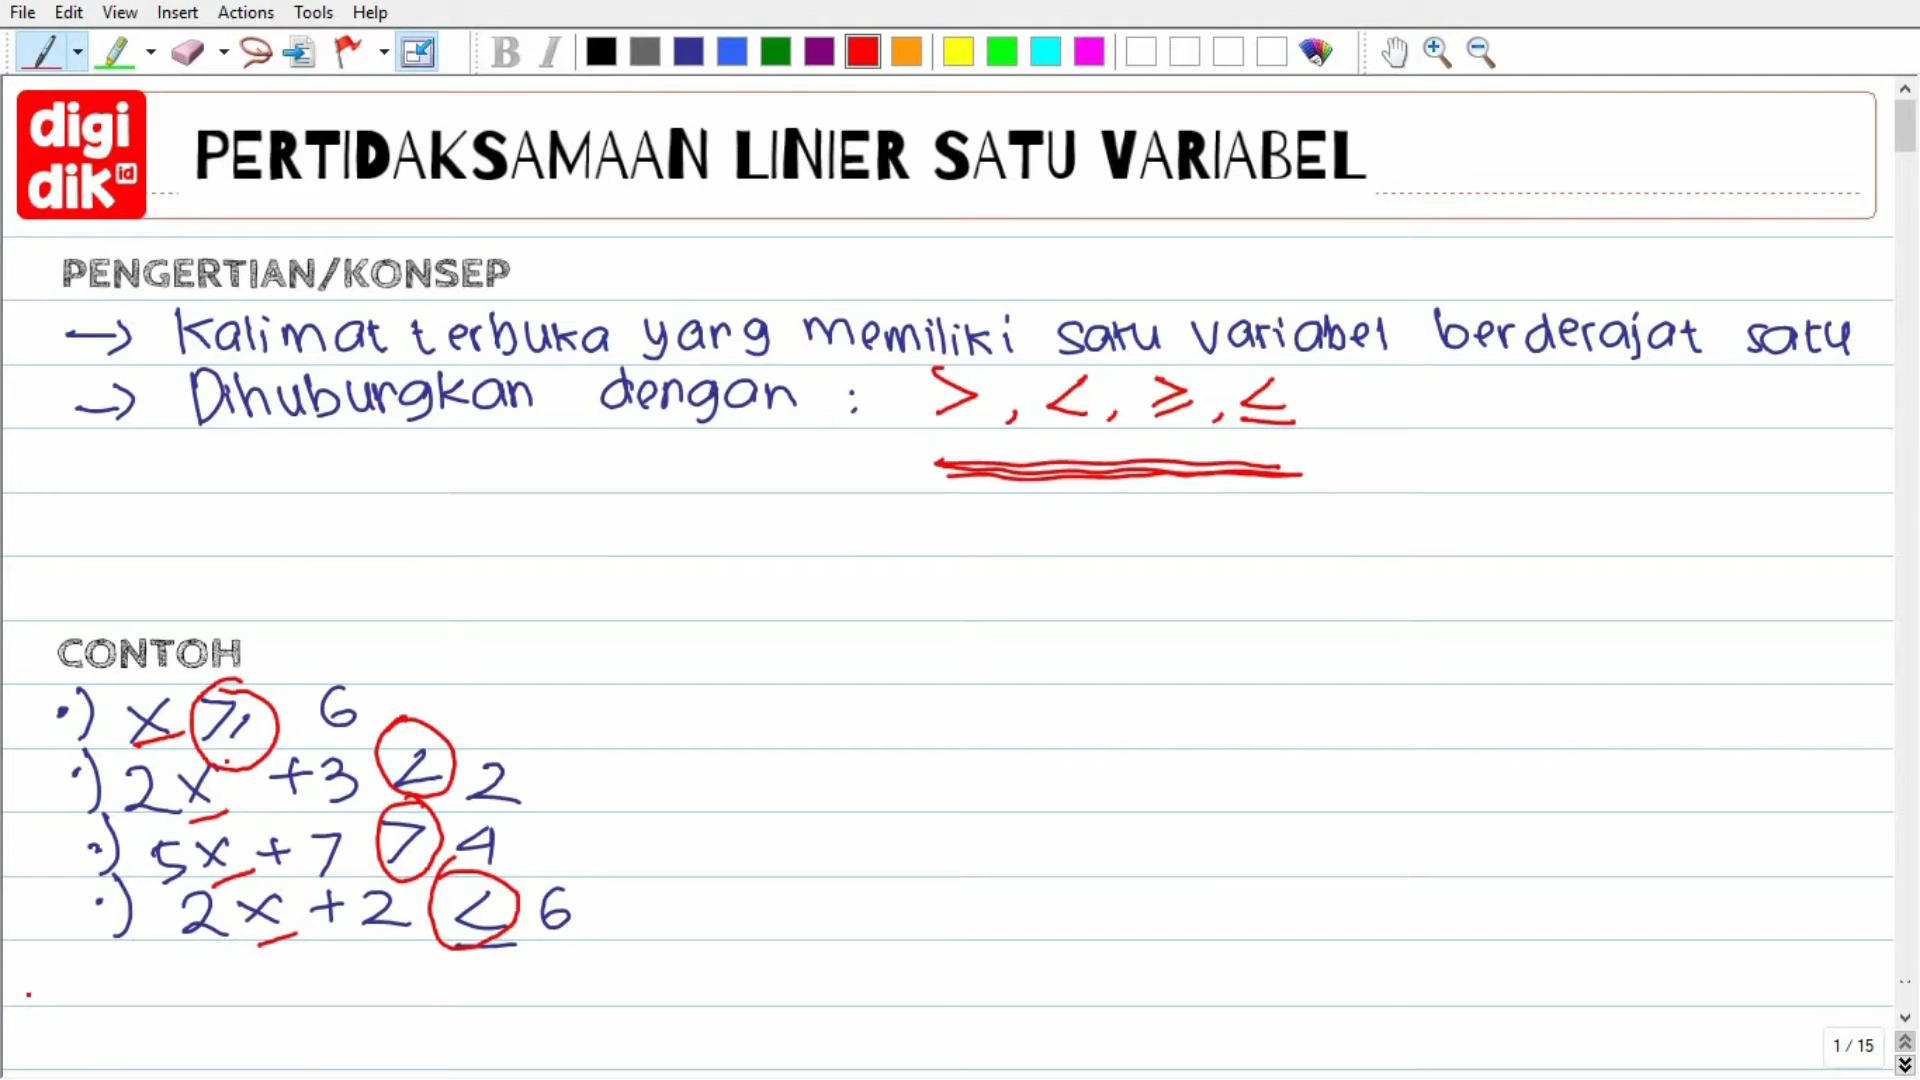 File Edit View Insert Actions Tools Help
B I
digi dik id
PERTIDAKSAMAAN LINIER SATU VARIABEL
PENGERTIAN/KONSEP
→ Kalimat terbuka yang memiliki satu variabel berderajat satu
→ Dihubungkan dengan : >, <, ≥, ≤
CONTOH
•) x ≥ 6
•) 2x + 3 < 2
•) 5x + 7 > 4
•) 2x + 2 ≤ 6
1 / 15